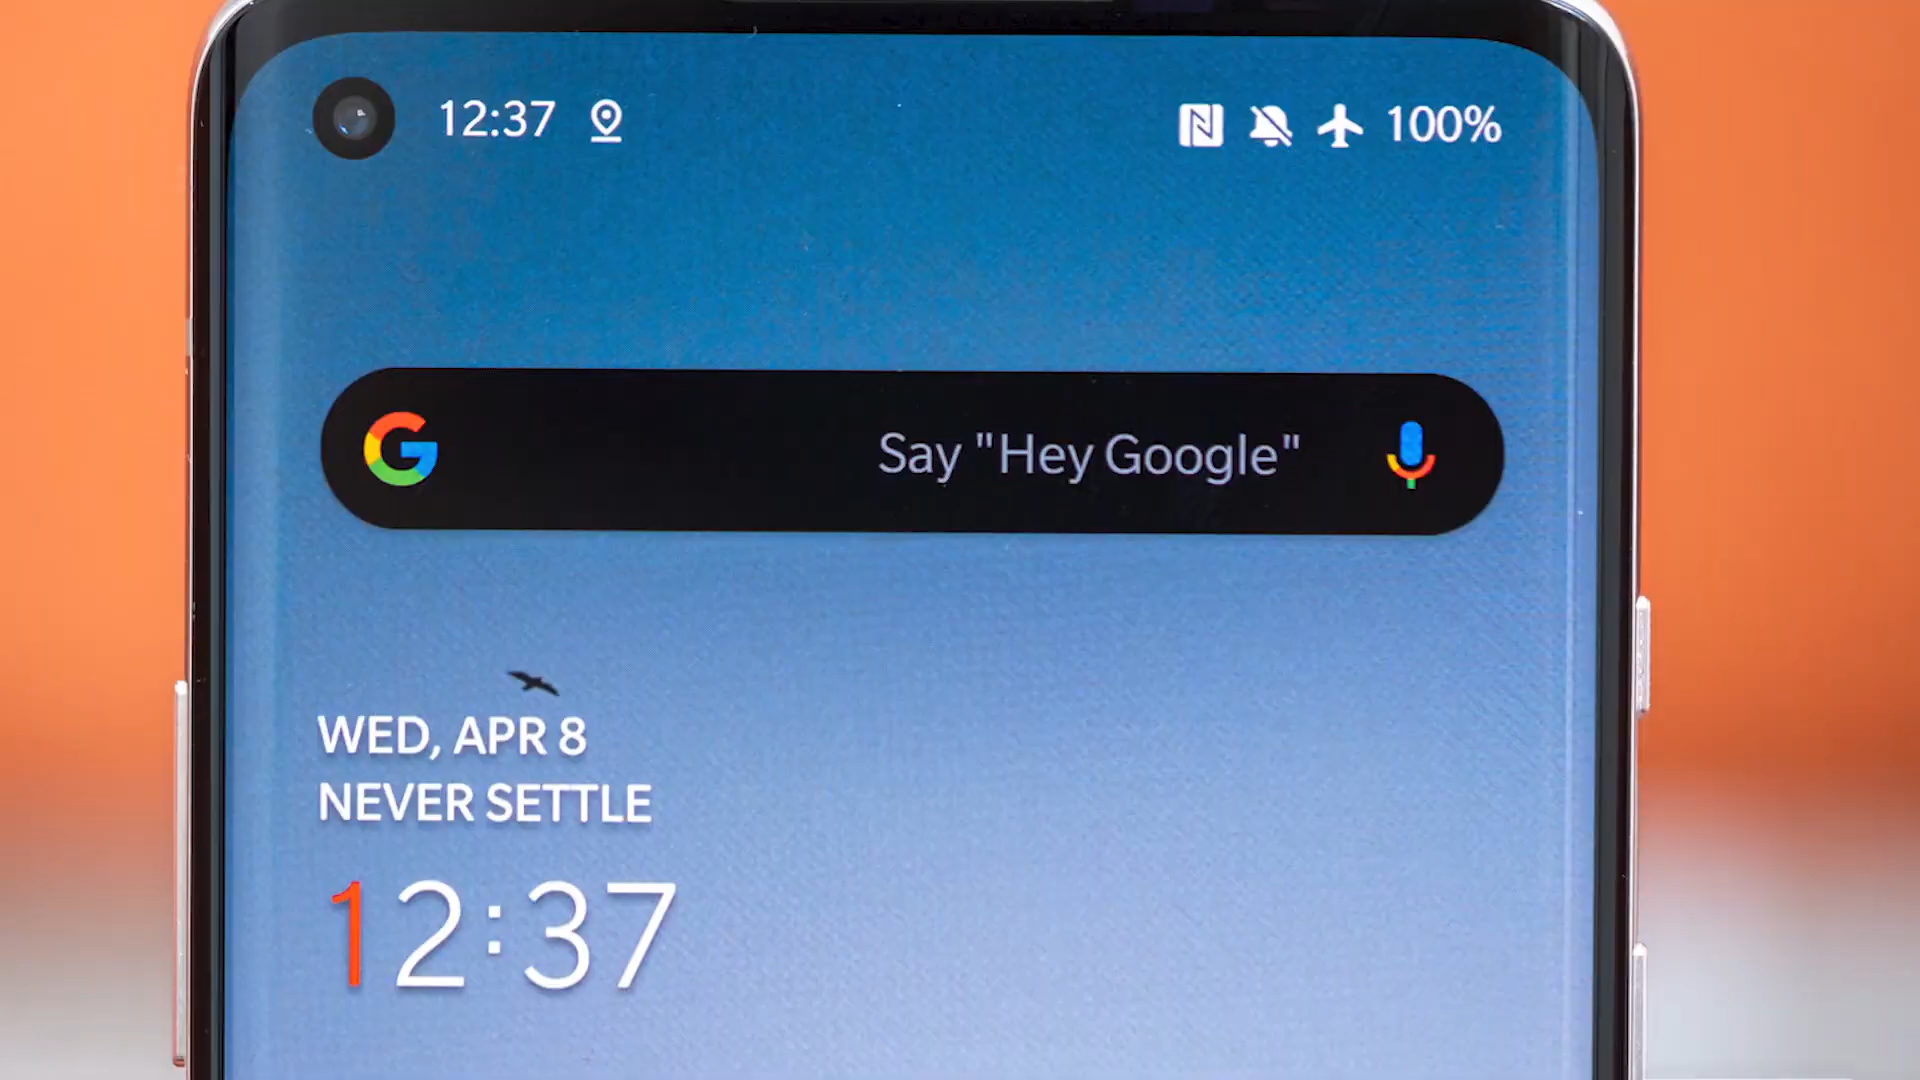 12:37 100%
Say "Hey Google"
WED, APR 8
NEVER SETTLE
12:37